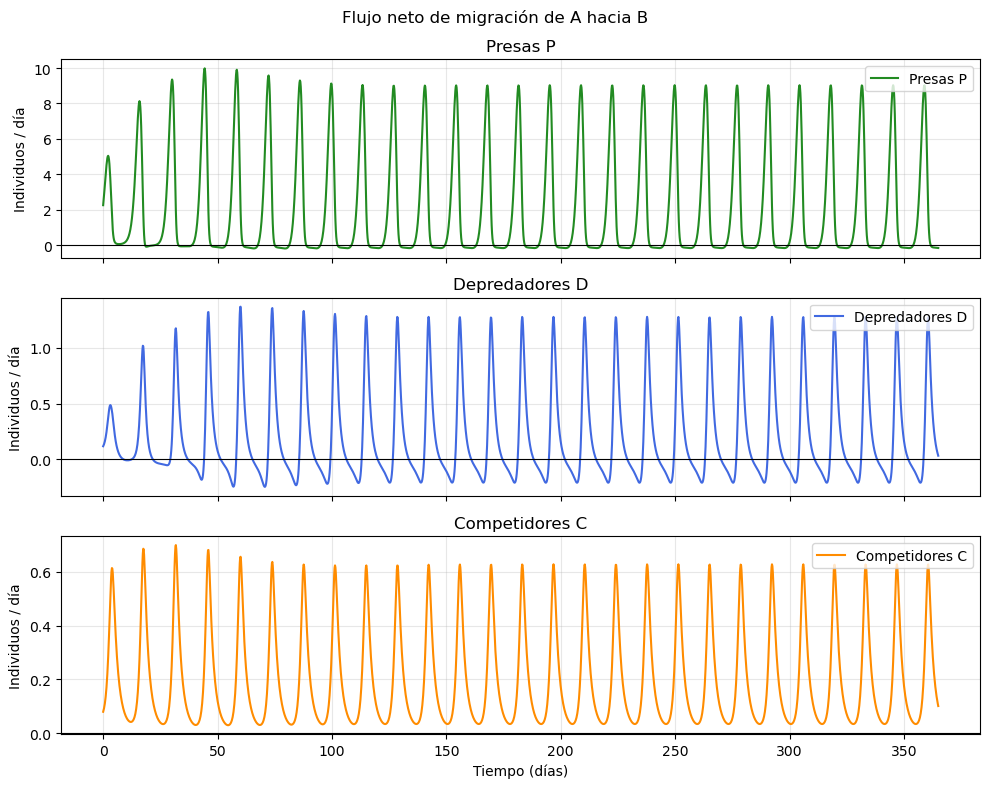 Flujo neto de migración de A hacia B
Presas P
Individuos / día
10
8
6
4
2
0
Presas P
Depredadores D
Individuos / día
1.0
0.5
0.0
Depredadores D
Competidores C
Individuos / día
0.6
0.4
0.2
0.0
Competidores C
0 50 100 150 200 250 300 350
Tiempo (días)